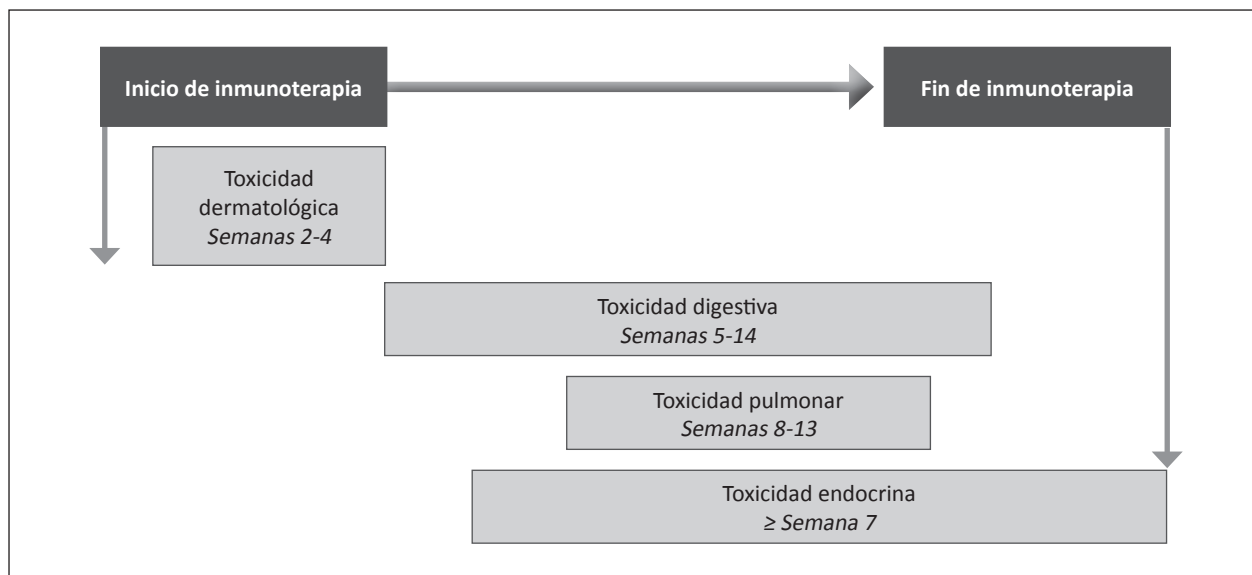 Inicio de inmunoterapia
Fin de inmunoterapia
Toxicidad
dermatológica
Semanas 2-4
Toxicidad digestiva
Semanas 5-14
Toxicidad pulmonar
Semanas 8-13
Toxicidad endocrina
≥ Semana 7